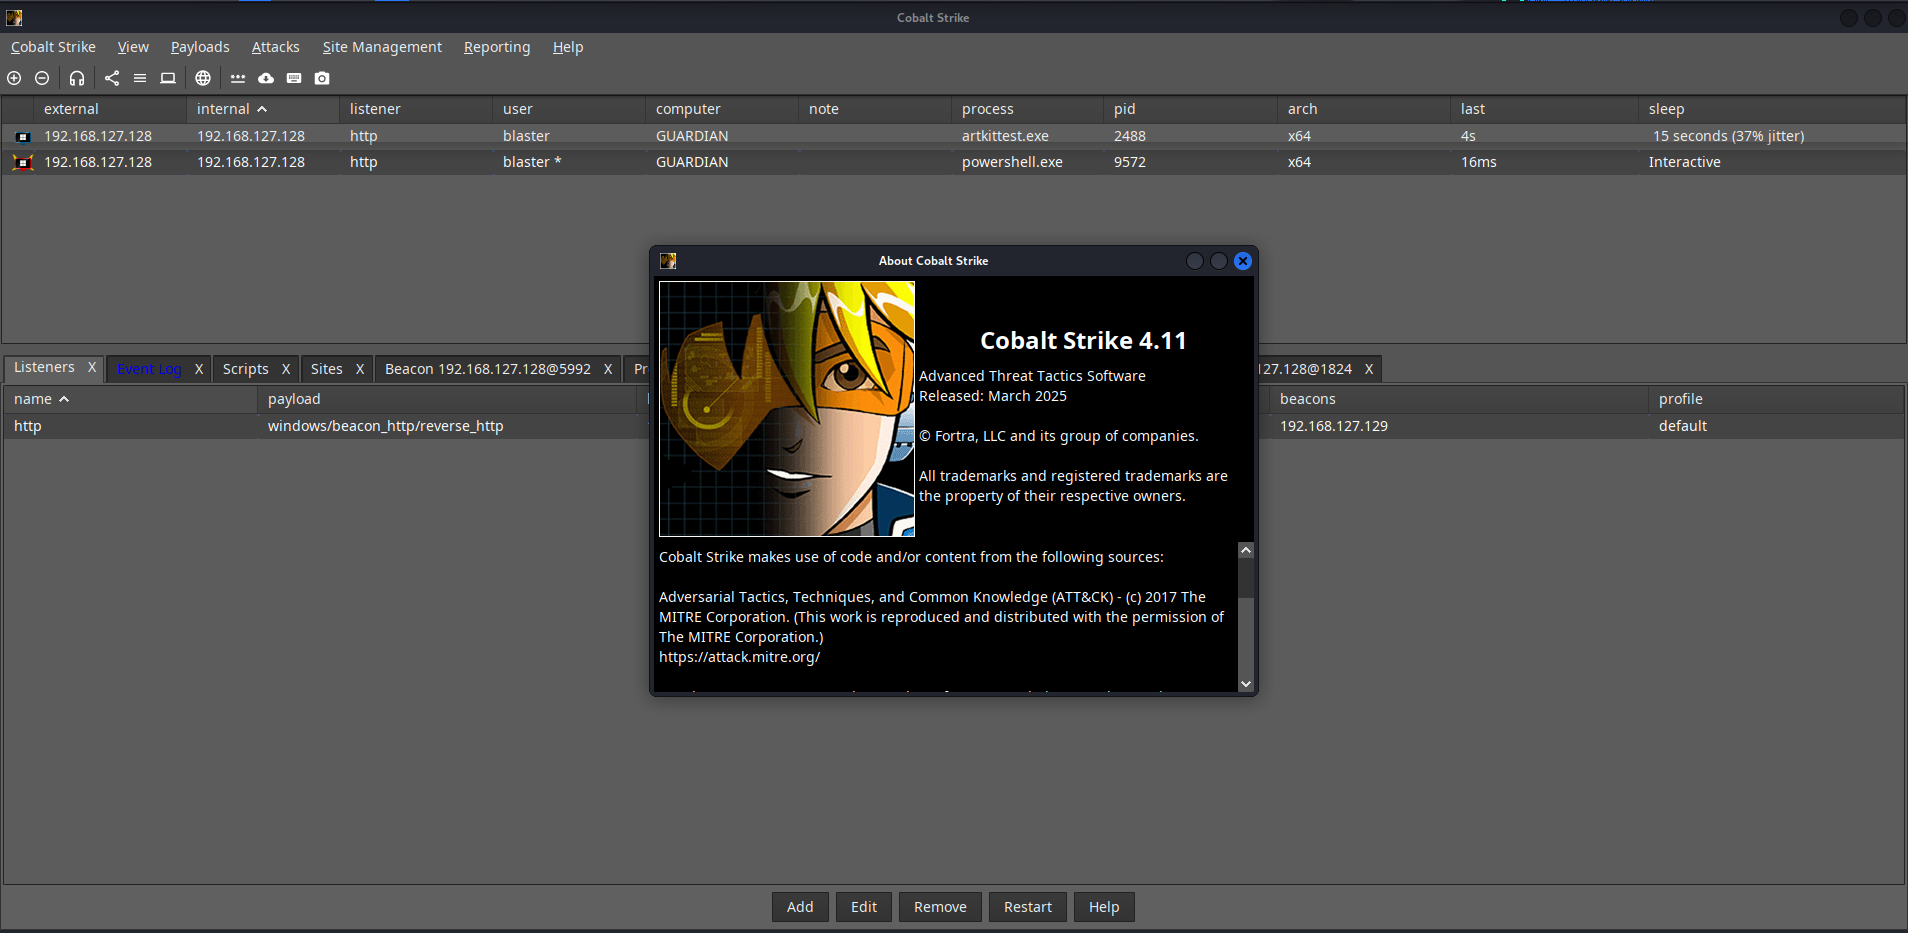 Cobalt Strike
Cobalt Strike View Payloads Attacks Site Management Reporting Help
external internal listener user computer note process pid arch last sleep
192.168.127.128 192.168.127.128 http blaster GUARDIAN artkittest.exe 2488 x64 4s 15 seconds (37% jitter)
192.168.127.128 192.168.127.128 http blaster * GUARDIAN powershell.exe 9572 x64 16ms Interactive
About Cobalt Strike
Cobalt Strike 4.11
Advanced Threat Tactics Software
Released: March 2025
© Fortra, LLC and its group of companies.
All trademarks and registered trademarks are
the property of their respective owners.
Cobalt Strike makes use of code and/or content from the following sources:
Adversarial Tactics, Techniques, and Common Knowledge (ATT&CK) - (c) 2017 The
MITRE Corporation. (This work is reproduced and distributed with the permission of
The MITRE Corporation.)
https://attack.mitre.org/
Listeners X Event Log X Scripts X Sites X Beacon 192.168.127.128@5992 X 127.128@1824 X
name payload beacons profile
http windows/beacon_http/reverse_http 192.168.127.129 default
Add Edit Remove Restart Help